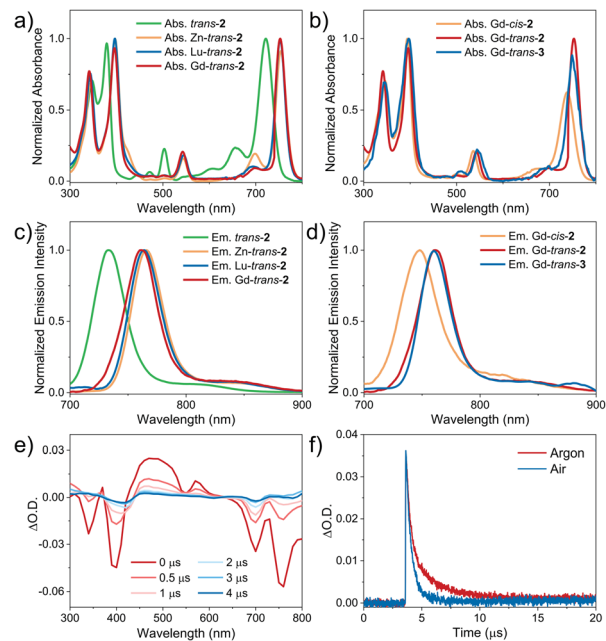 a)
Abs. trans-2
Abs. Zn-trans-2
Abs. Lu-trans-2
Abs. Gd-trans-2
Normalized Absorbance
1.0
0.5
0.0
300 400 500 600 700
Wavelength (nm)
b)
Abs. Gd-cis-2
Abs. Gd-trans-2
Abs. Gd-trans-3
Normalized Absorbance
1.0
0.5
0.0
300 400 500 600 700
Wavelength (nm)
c)
Em. trans-2
Em. Zn-trans-2
Em. Lu-trans-2
Em. Gd-trans-2
Normalized Emission Intensity
1.0
0.5
0.0
700 800 900
Wavelength (nm)
d)
Em. Gd-cis-2
Em. Gd-trans-2
Em. Gd-trans-3
Normalized Emission Intensity
1.0
0.5
0.0
700 800 900
Wavelength (nm)
e)
ΔO.D.
0.03
0.00
-0.03
-0.06
0 μs 2 μs
0.5 μs 3 μs
1 μs 4 μs
300 400 500 600 700 800
Wavelength (nm)
f)
Argon
Air
ΔO.D.
0.04
0.03
0.02
0.01
0.00
0 5 10 15 20
Time (μs)